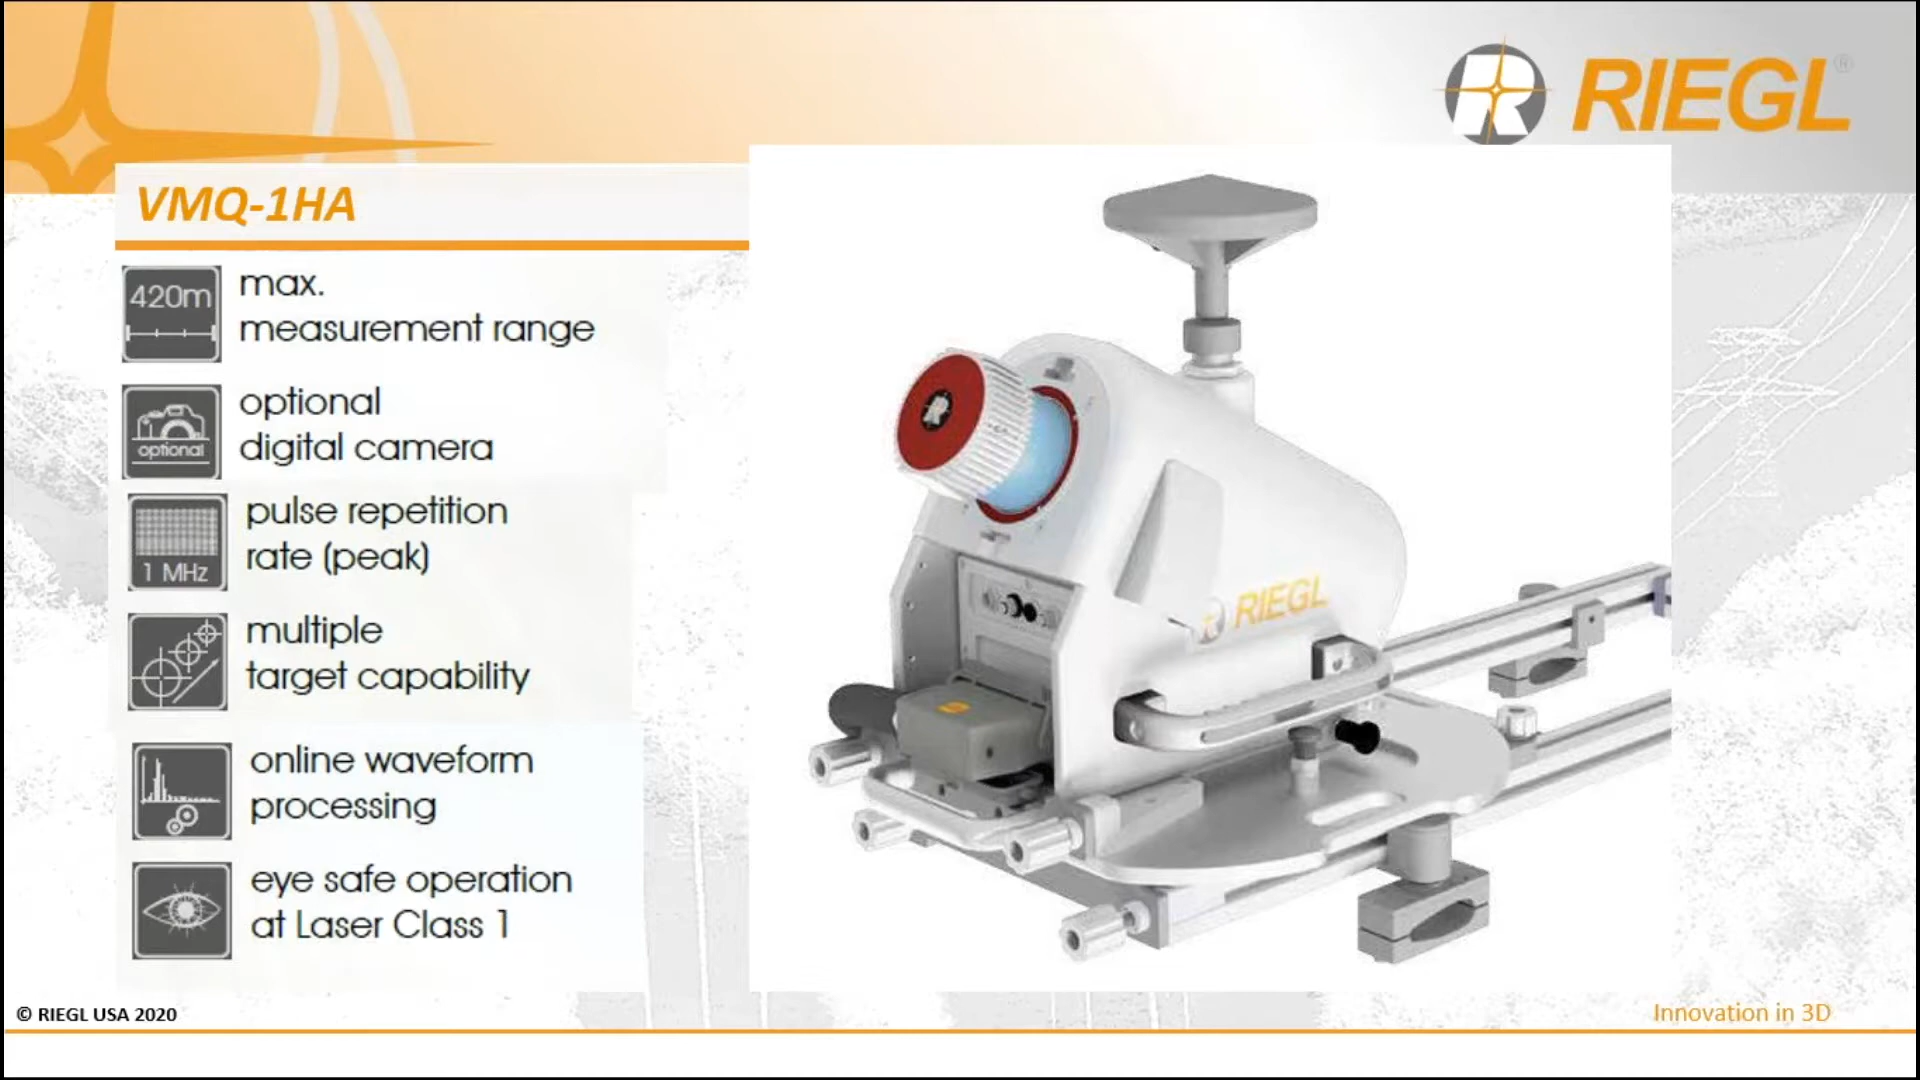 RIEGL®
VMQ-1HA
420m
max.
measurement range
optional
optional
digital camera
1 MHz
pulse repetition
rate (peak)
multiple
target capability
online waveform
processing
eye safe operation
at Laser Class 1
RIEGL
© RIEGL USA 2020
Innovation in 3D